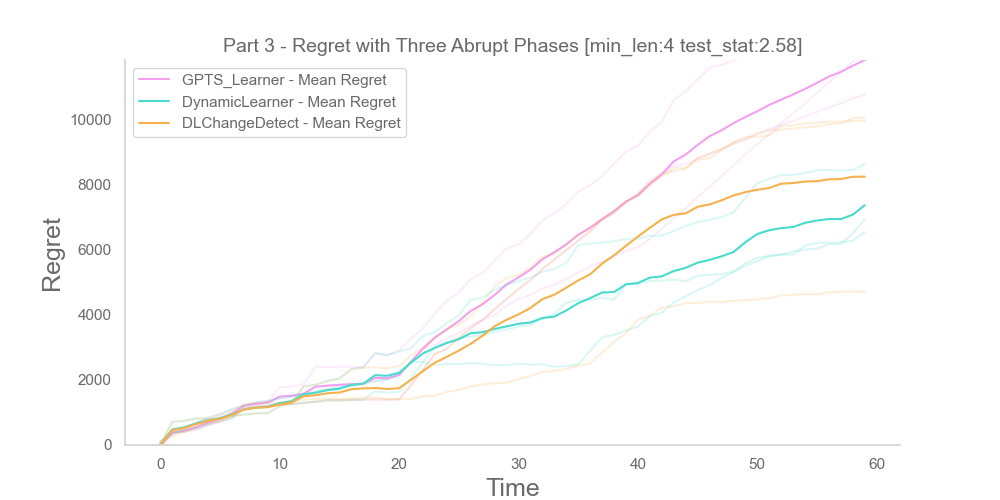 Part 3 - Regret with Three Abrupt Phases [min_len:4 test_stat:2.58]
GPTS_Learner - Mean Regret
DynamicLearner - Mean Regret
DLChangeDetect - Mean Regret
10000
8000
6000
4000
2000
0
Regret
0 10 20 30 40 50 60
Time